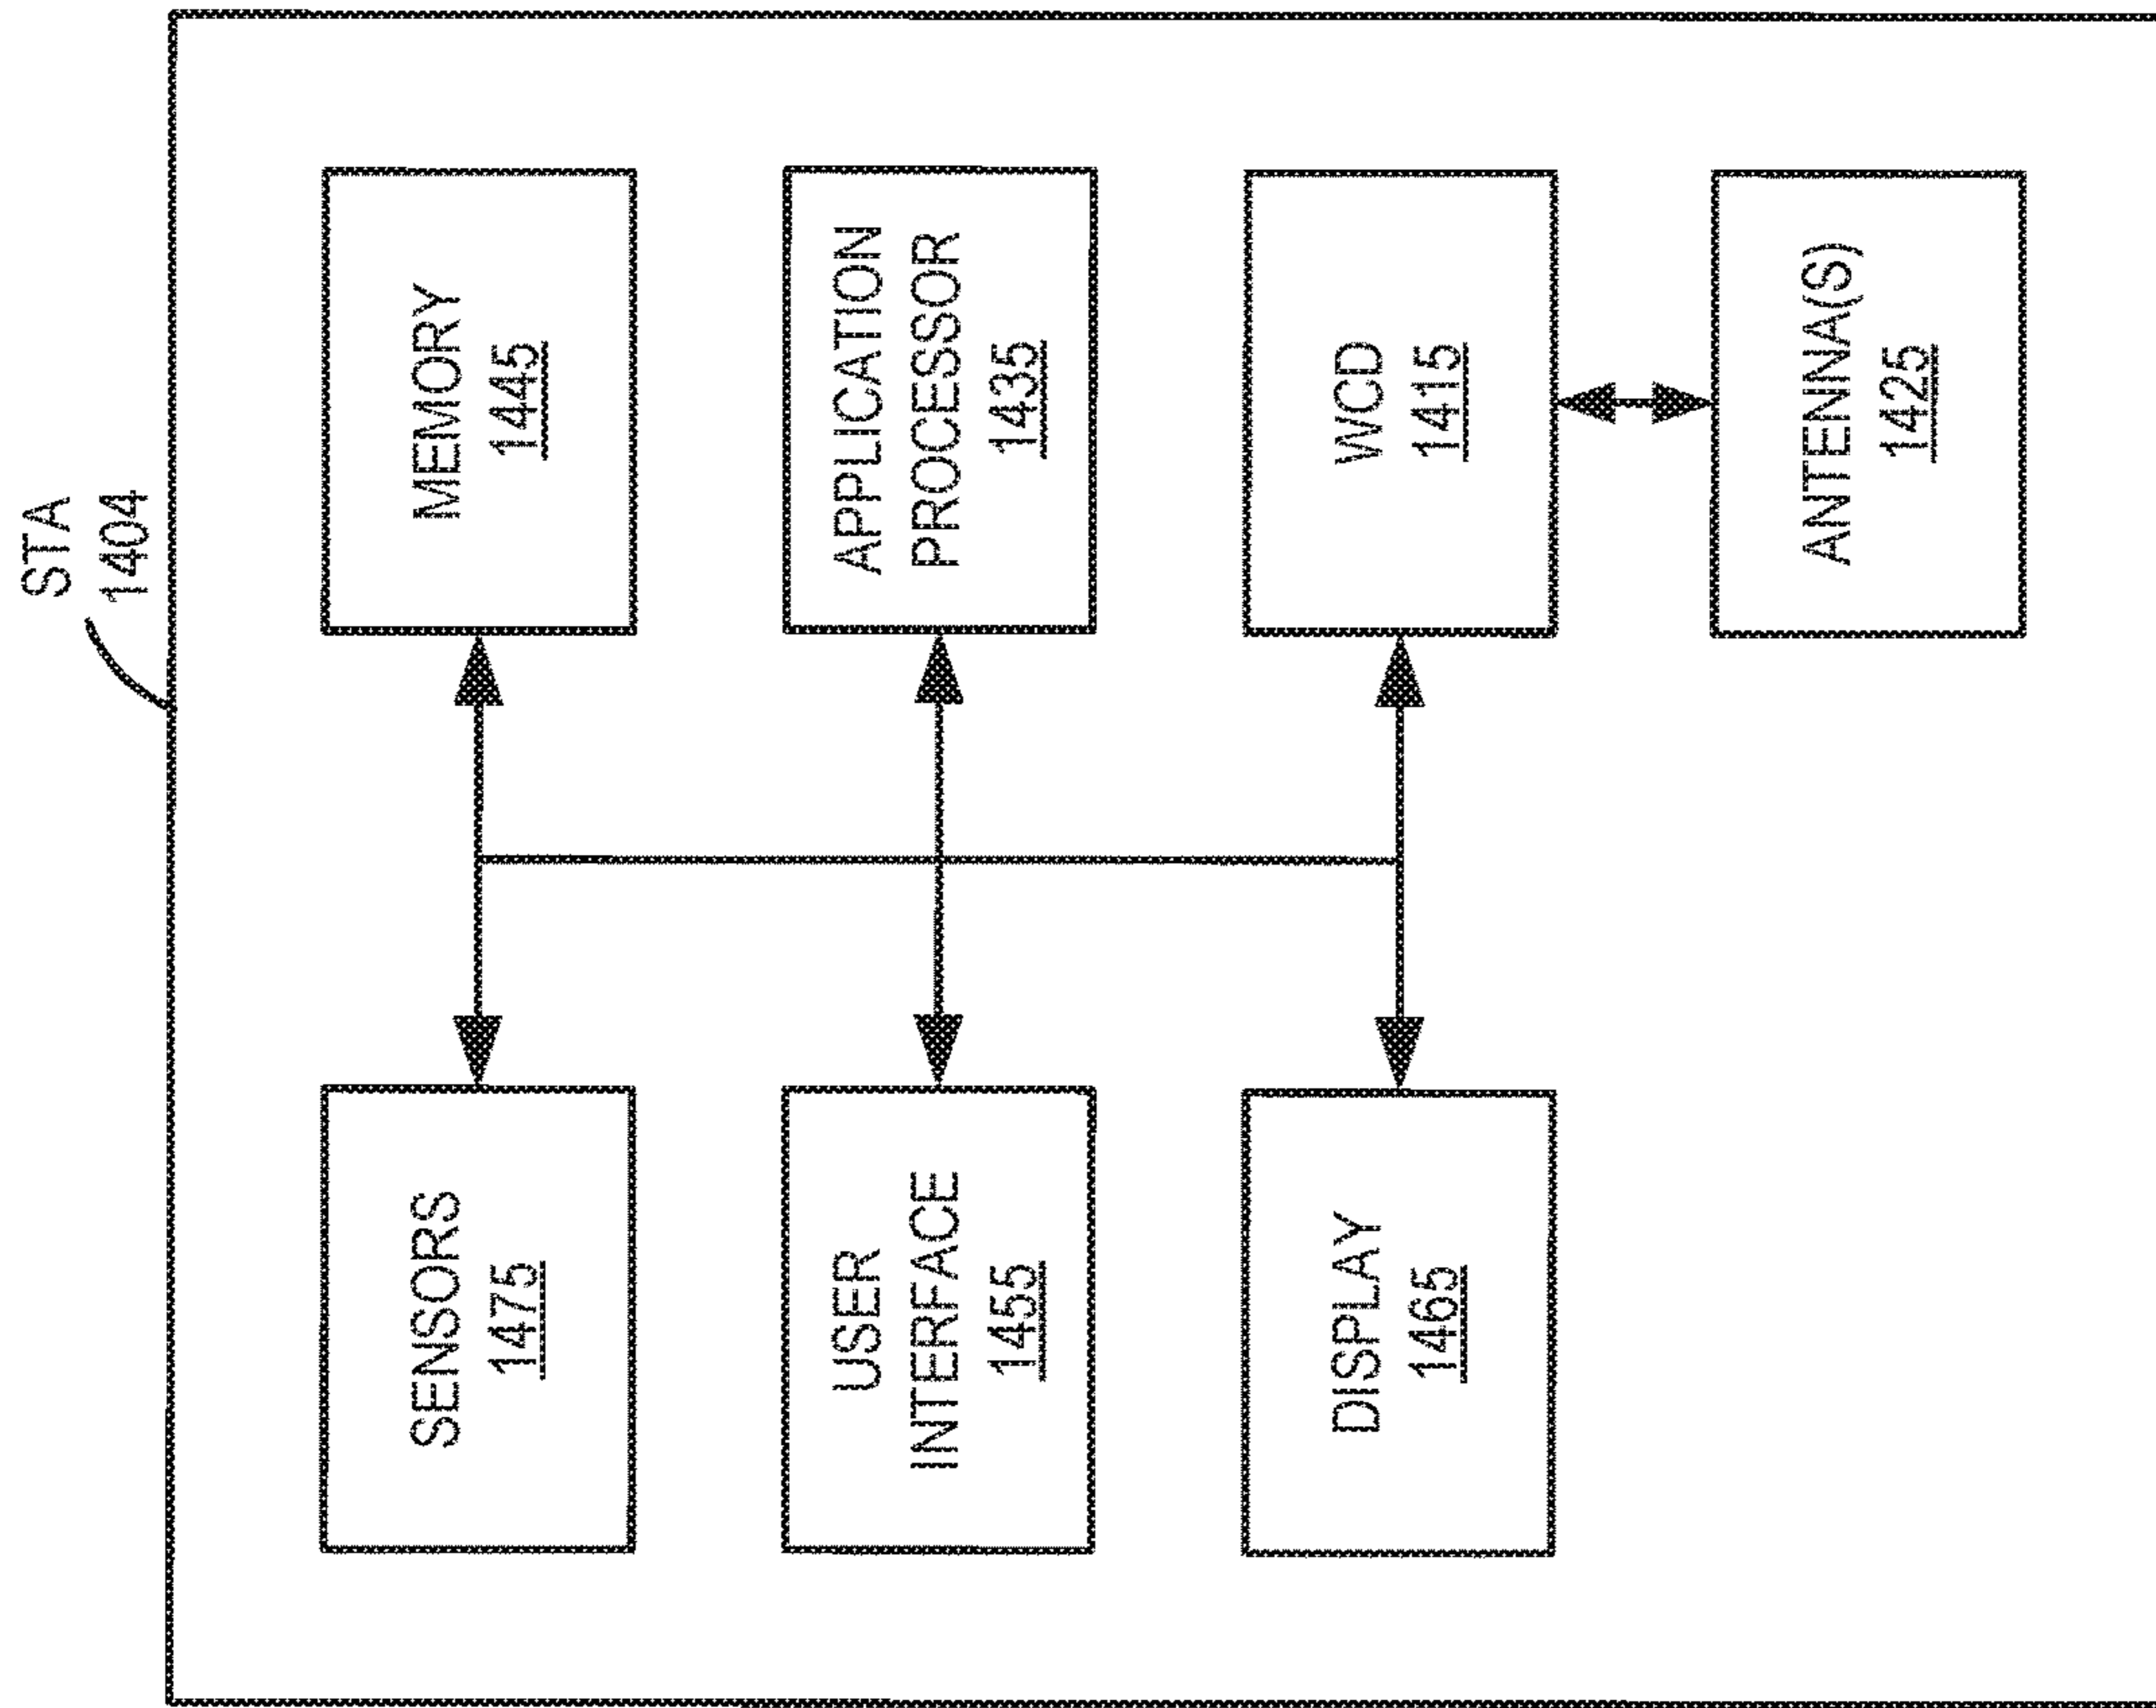 STA
1404
SENSORS
1475
MEMORY
1445
USER
INTERFACE
1455
APPLICATION
PROCESSOR
1435
DISPLAY
1465
WCD
1415
ANTENNA(S)
1425